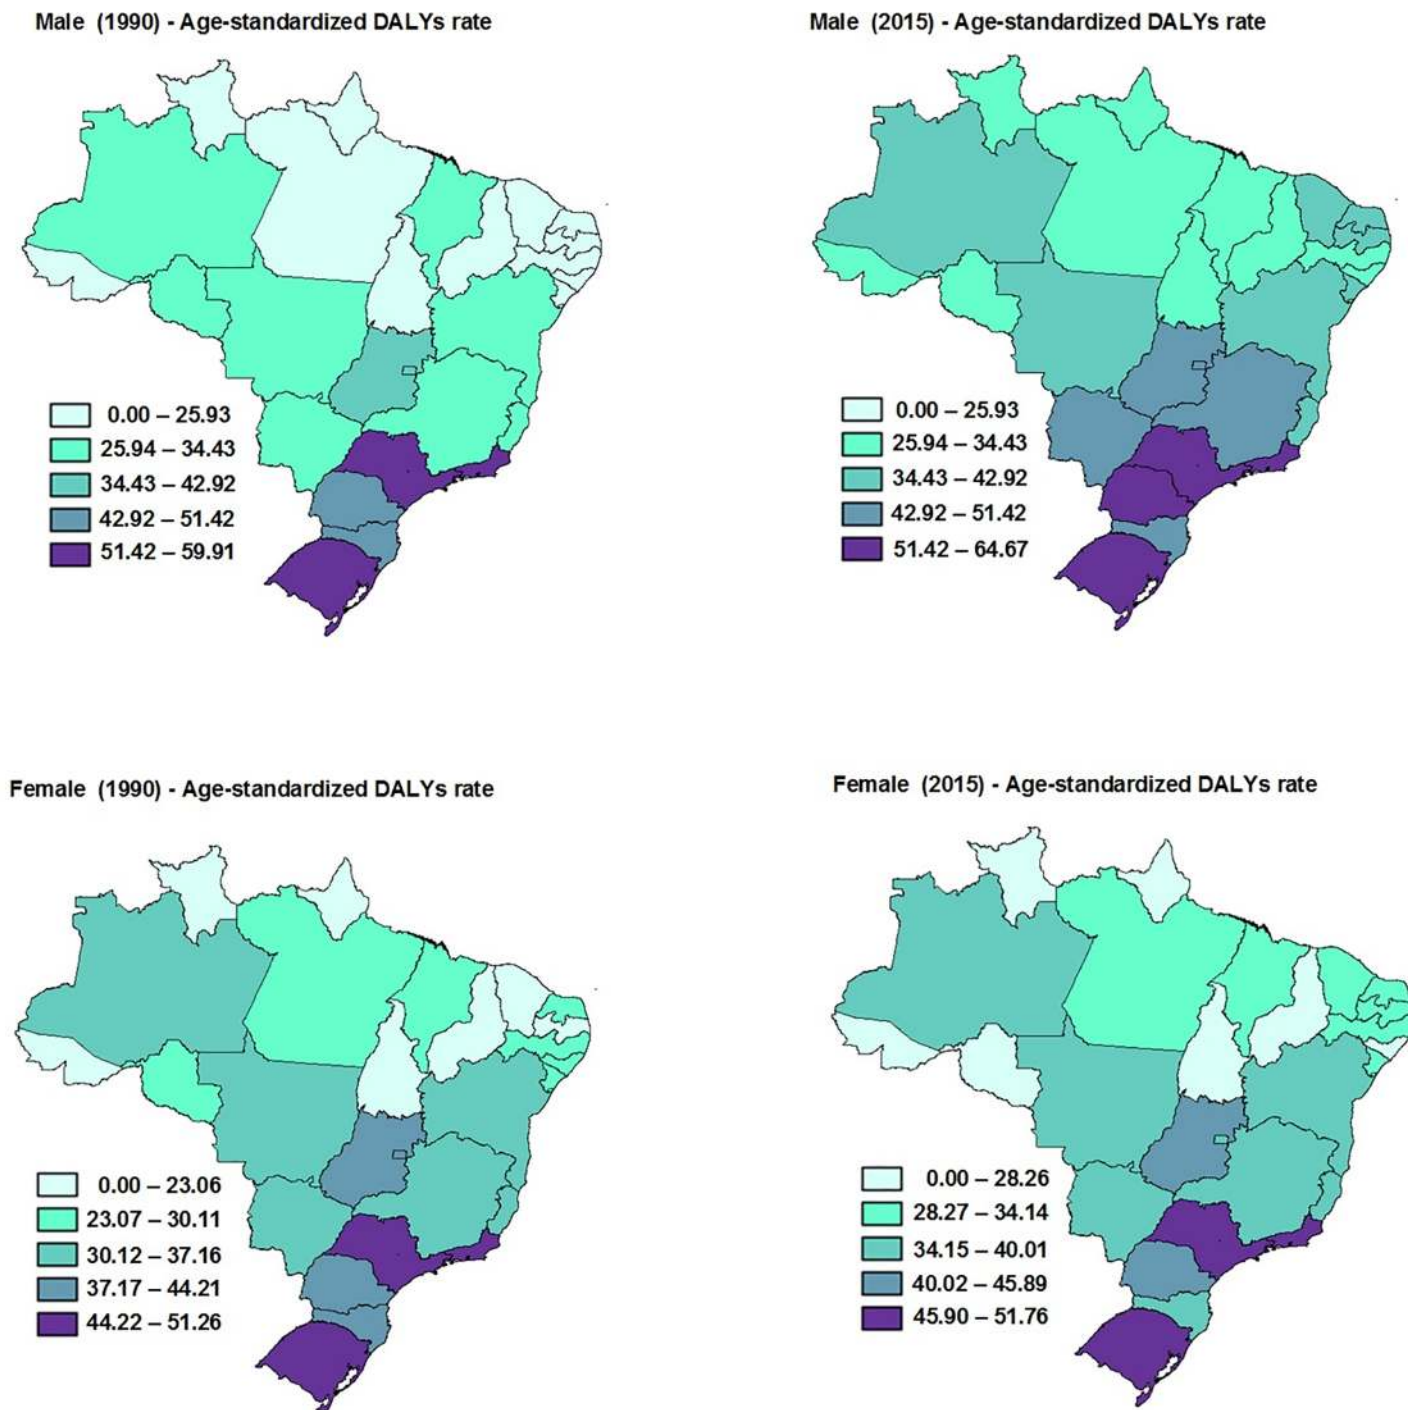 Male (1990) - Age-standardized DALYs rate
0.00 – 25.93
25.94 – 34.43
34.43 – 42.92
42.92 – 51.42
51.42 – 59.91
Male (2015) - Age-standardized DALYs rate
0.00 – 25.93
25.94 – 34.43
34.43 – 42.92
42.92 – 51.42
51.42 – 64.67
Female (1990) - Age-standardized DALYs rate
0.00 – 23.06
23.07 – 30.11
30.12 – 37.16
37.17 – 44.21
44.22 – 51.26
Female (2015) - Age-standardized DALYs rate
0.00 – 28.26
28.27 – 34.14
34.15 – 40.01
40.02 – 45.89
45.90 – 51.76